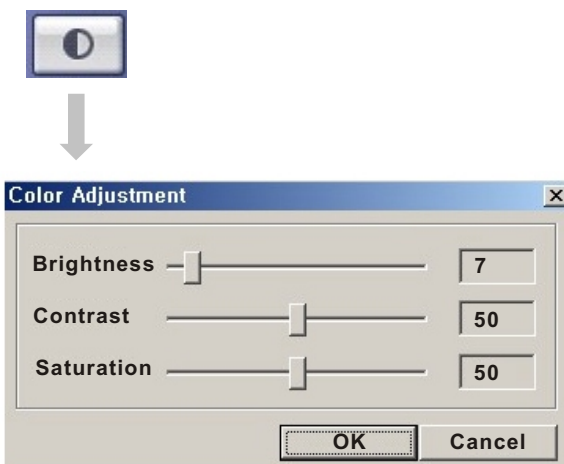 Color Adjustment
Brightness 7
Contrast 50
Saturation 50
OK Cancel